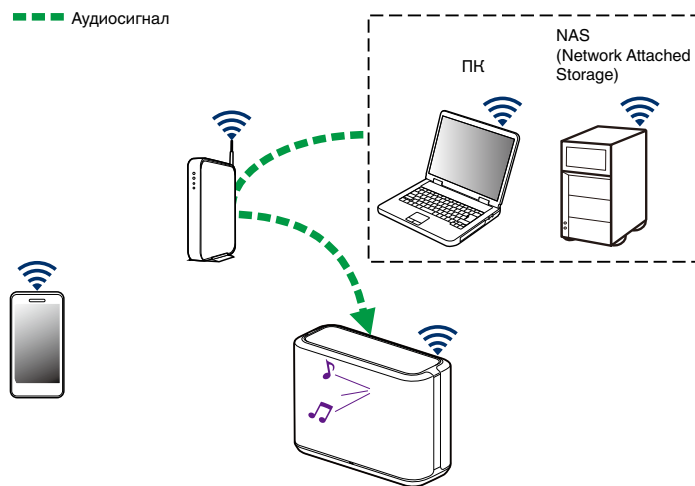 Аудиосигнал
ПК
NAS
(Network Attached
Storage)